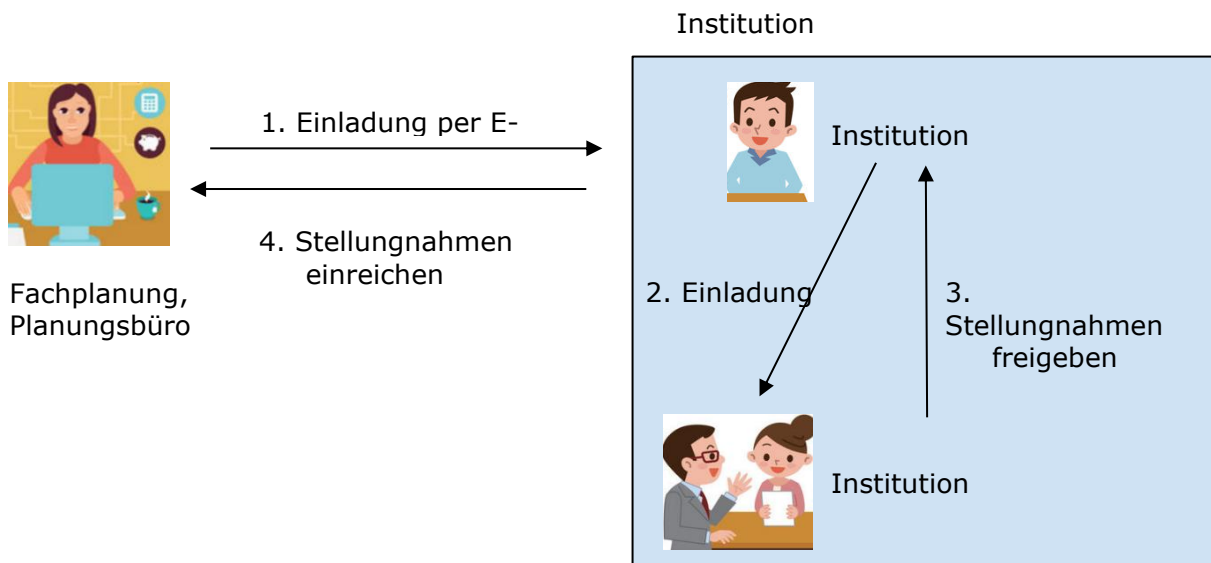 Institution
1. Einladung per E-
Institution
4. Stellungnahmen
einreichen
Fachplanung,
Planungsbüro
2. Einladung
3.
Stellungnahmen
freigeben
Institution